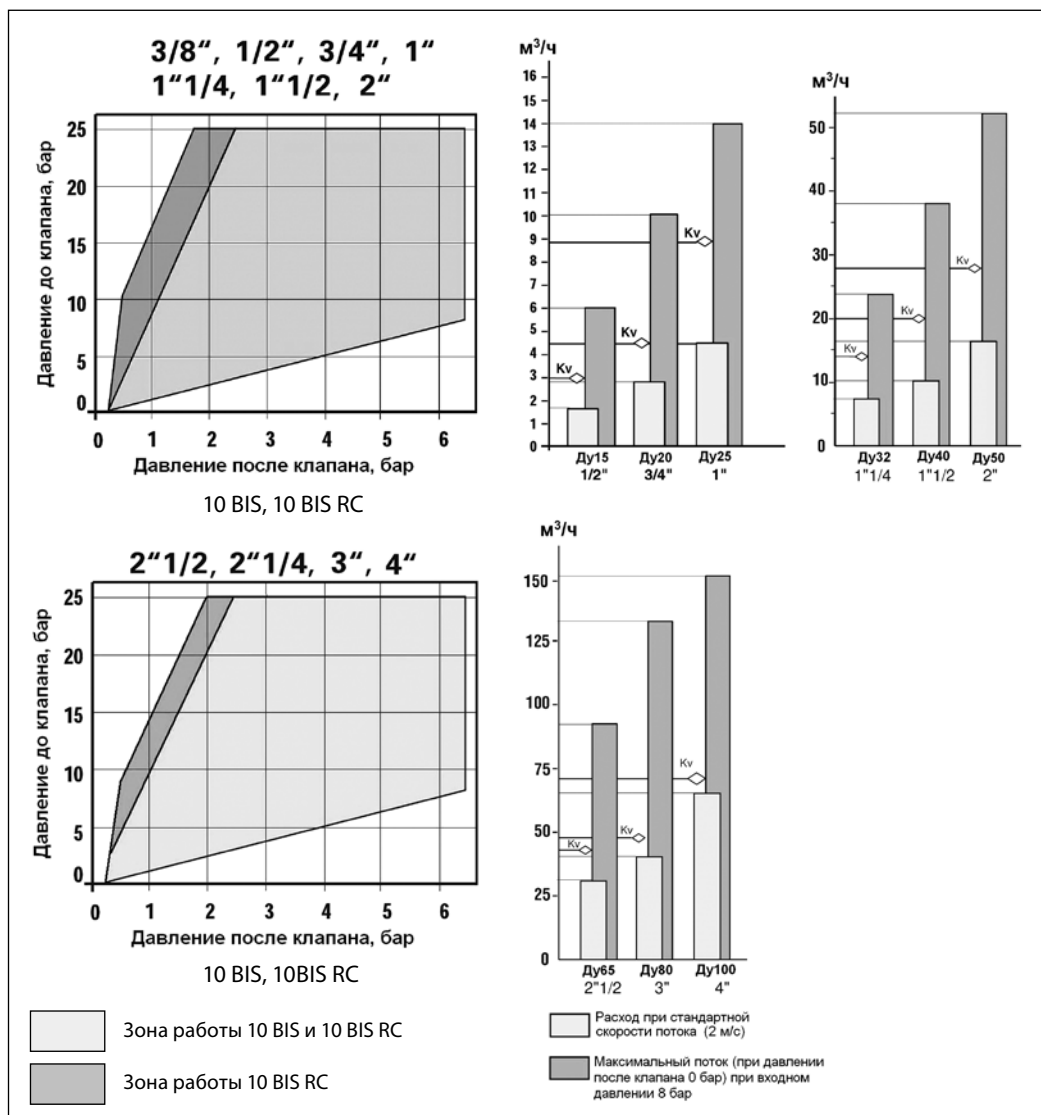 3/8“, 1/2“, 3/4“, 1“
1“1/4, 1“1/2, 2“
Давление до клапана, бар
25
20
15
10
5
0
0 1 2 3 4 5 6
Давление после клапана, бар
10 BIS, 10 BIS RC
м³/ч
16
15
14
13
12
11
10
9
8
7
6
5
4
3
2
1
0
Kv
Kv
Kv
Ду15 Ду20 Ду25
1/2" 3/4" 1"
м³/ч
50
40
30
20
10
0
Kv
Kv
Kv
Ду32 Ду40 Ду50
1"1/4 1"1/2 2"
2“1/2, 2“1/4, 3“, 4“
Давление до клапана, бар
25
20
15
10
5
0
0 1 2 3 4 5 6
Давление после клапана, бар
10 BIS, 10BIS RC
м³/ч
150
125
100
75
50
25
0
Kv
Kv
Kv
Ду65 Ду80 Ду100
2"1/2 3" 4"
Зона работы 10 BIS и 10 BIS RC
Зона работы 10 BIS RC
Расход при стандартной
скорости потока (2 м/с)
Максимальный поток (при давлении
после клапана 0 бар) при входном
давлении 8 бар